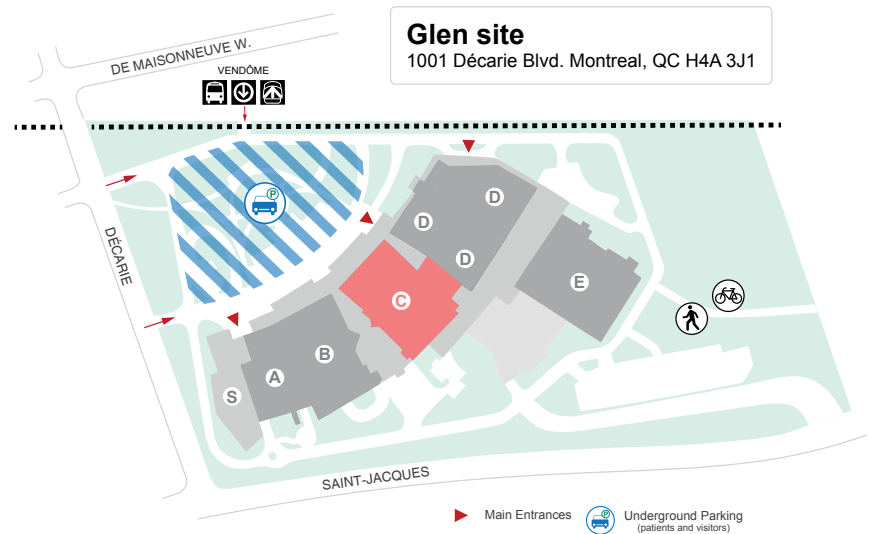 Glen site
1001 Décarie Blvd. Montreal, QC H4A 3J1
DE MAISONNEUVE W.
VENDÔME
P
D
D
D
DÉCARIE
C
E
B
A
S
SAINT-JACQUES
Main Entrances
P
Underground Parking
(patients and visitors)